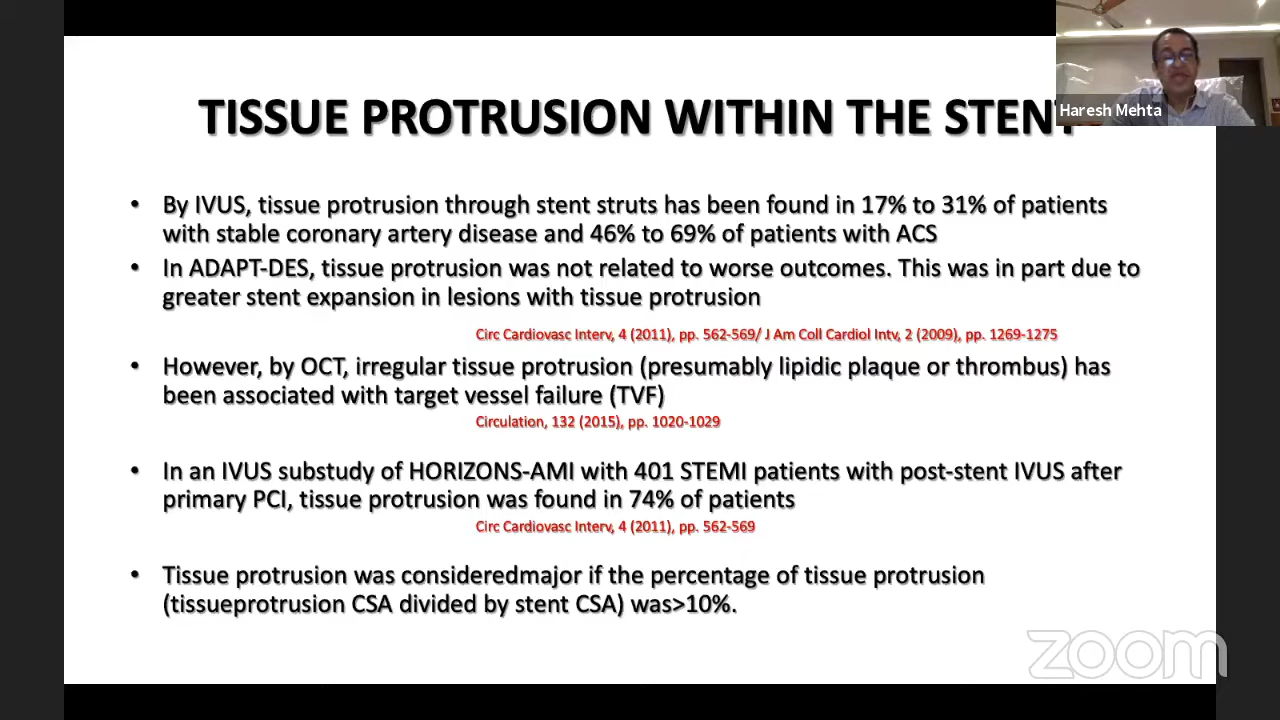 TISSUE PROTRUSION WITHIN THE STENT
Haresh Mehta
• By IVUS, tissue protrusion through stent struts has been found in 17% to 31% of patients
with stable coronary artery disease and 46% to 69% of patients with ACS
• In ADAPT-DES, tissue protrusion was not related to worse outcomes. This was in part due to
greater stent expansion in lesions with tissue protrusion
Circ Cardiovasc Interv, 4 (2011), pp. 562-569/ J Am Coll Cardiol Intv, 2 (2009), pp. 1269-1275
• However, by OCT, irregular tissue protrusion (presumably lipidic plaque or thrombus) has
been associated with target vessel failure (TVF)
Circulation, 132 (2015), pp. 1020-1029
• In an IVUS substudy of HORIZONS-AMI with 401 STEMI patients with post-stent IVUS after
primary PCI, tissue protrusion was found in 74% of patients
Circ Cardiovasc Interv, 4 (2011), pp. 562-569
• Tissue protrusion was consideredmajor if the percentage of tissue protrusion
(tissueprotrusion CSA divided by stent CSA) was>10%.
zoom